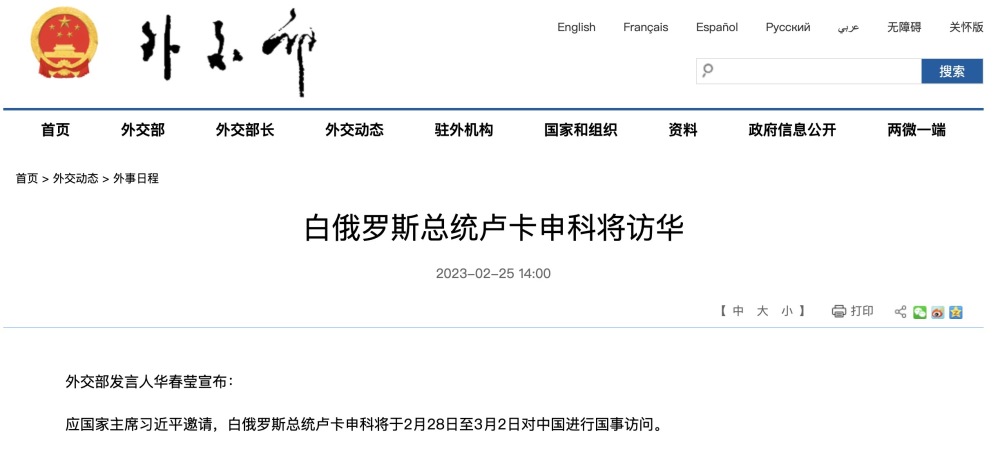 外交部
English Français Español Русский عربي 无障碍 关怀版
搜索
首页 外交部 外交部长 外交动态 驻外机构 国家和组织 资料 政府信息公开 两微一端
首页 > 外交动态 > 外事日程
白俄罗斯总统卢卡申科将访华
2023-02-25 14:00
【 中 大 小 】 打印
外交部发言人华春莹宣布：
应国家主席习近平邀请，白俄罗斯总统卢卡申科将于2月28日至3月2日对中国进行国事访问。